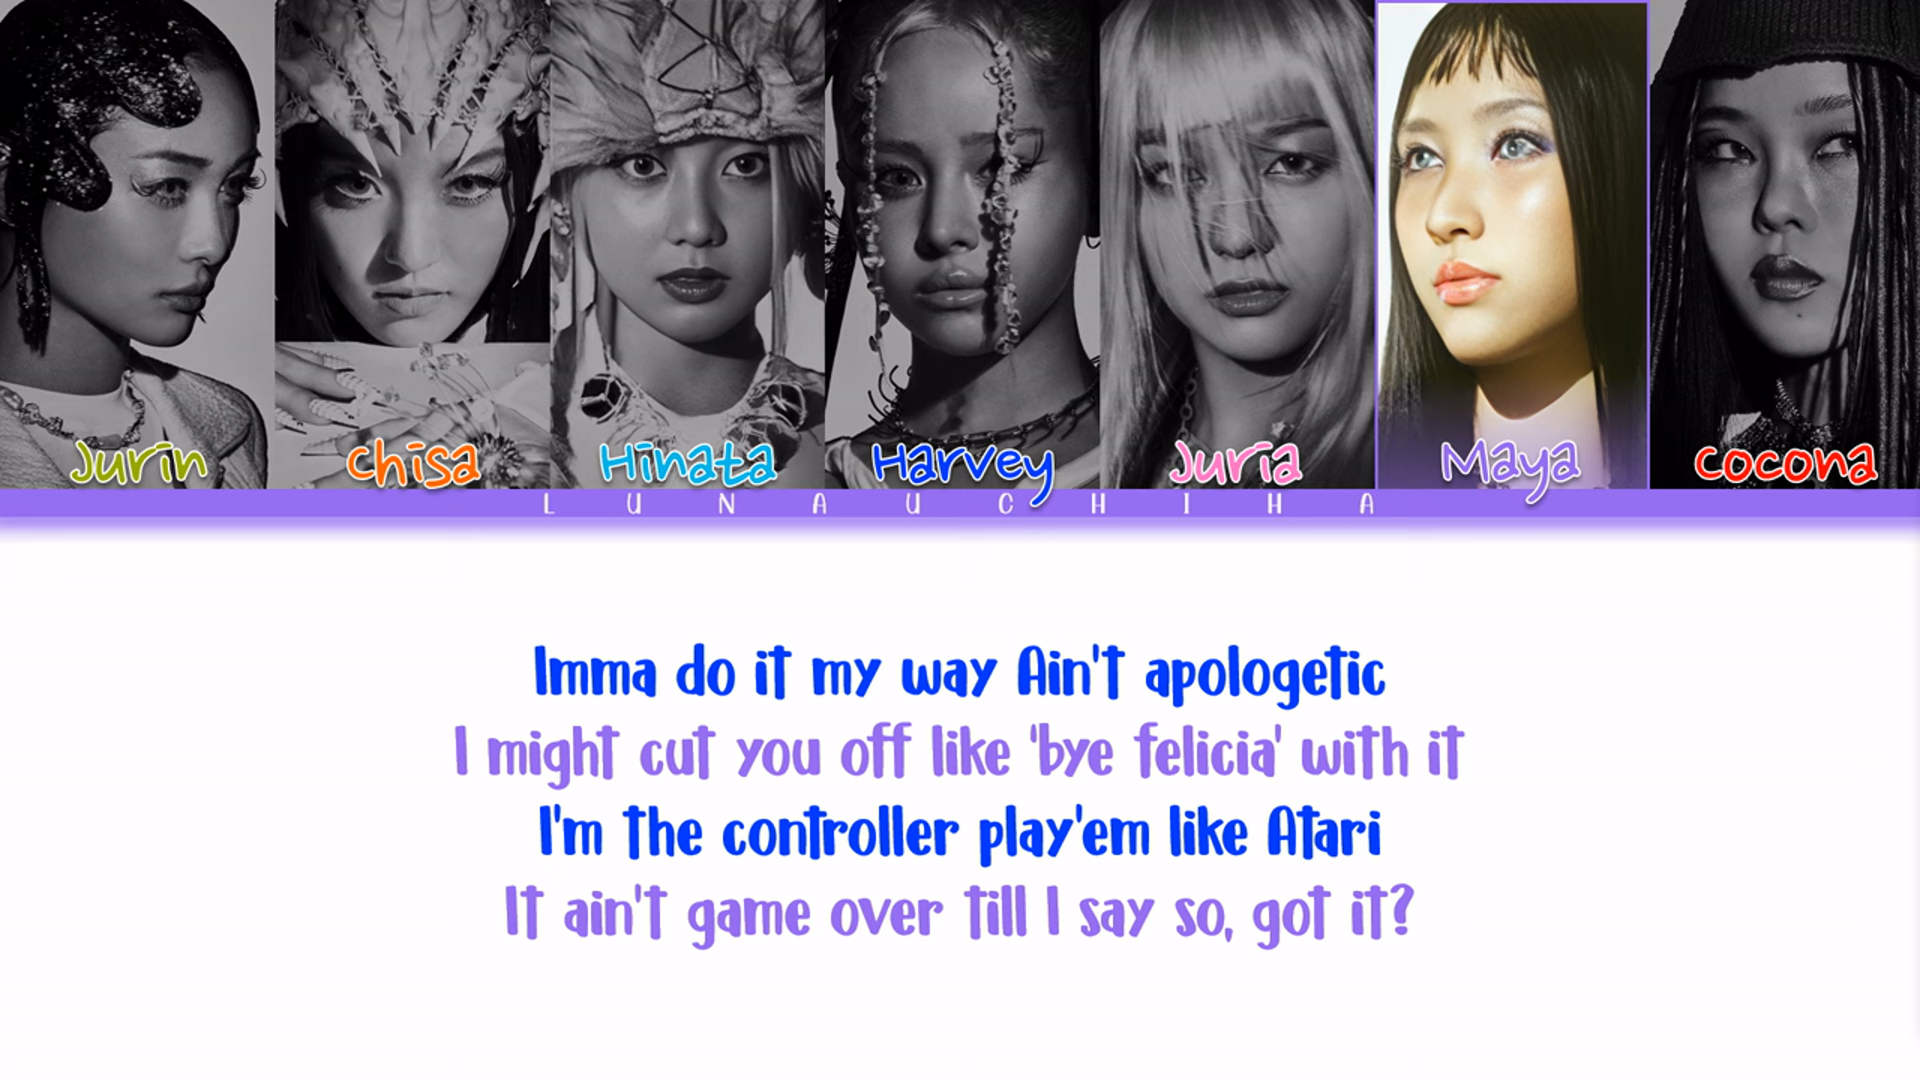 Jurin Chisa Hinata Harvey Juria Maya Cocona
LUNAUCHIHA
Imma do it my way Ain't apologetic
I might cut you off like 'bye felicia' with it
I'm the controller play'em like Atari
It ain't game over till I say so, got it?